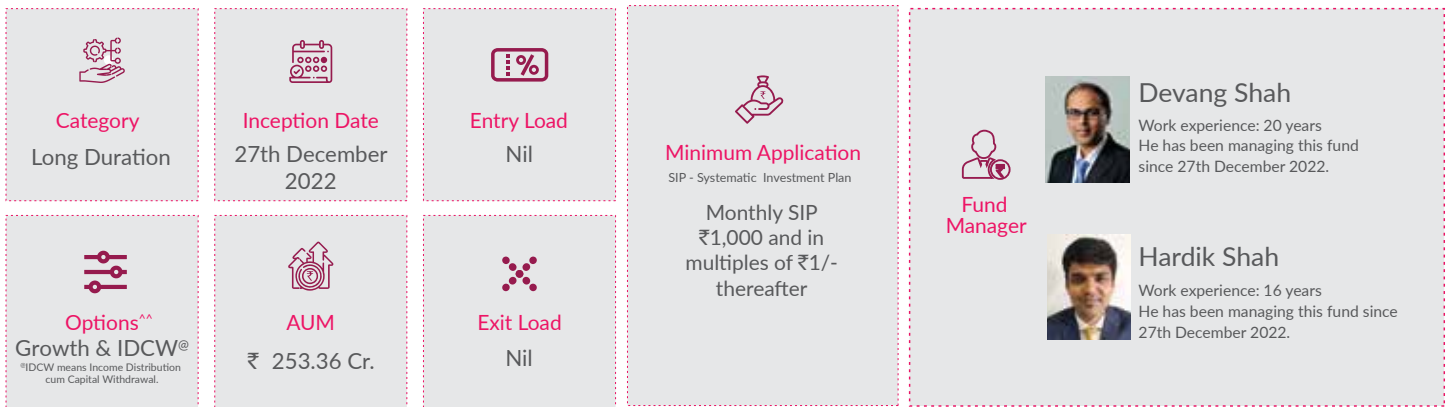 Category
Long Duration
Inception Date
27th December
2022
Entry Load
Nil
Options^^
Growth & IDCW@
@IDCW means Income Distribution
cum Capital Withdrawal.
AUM
₹ 253.36 Cr.
Exit Load
Nil
Minimum Application
SIP - Systematic Investment Plan
Monthly SIP
₹1,000 and in
multiples of ₹1/-
thereafter
Fund
Manager
Devang Shah
Work experience: 20 years
He has been managing this fund
since 27th December 2022.
Hardik Shah
Work experience: 16 years
He has been managing this fund since
27th December 2022.